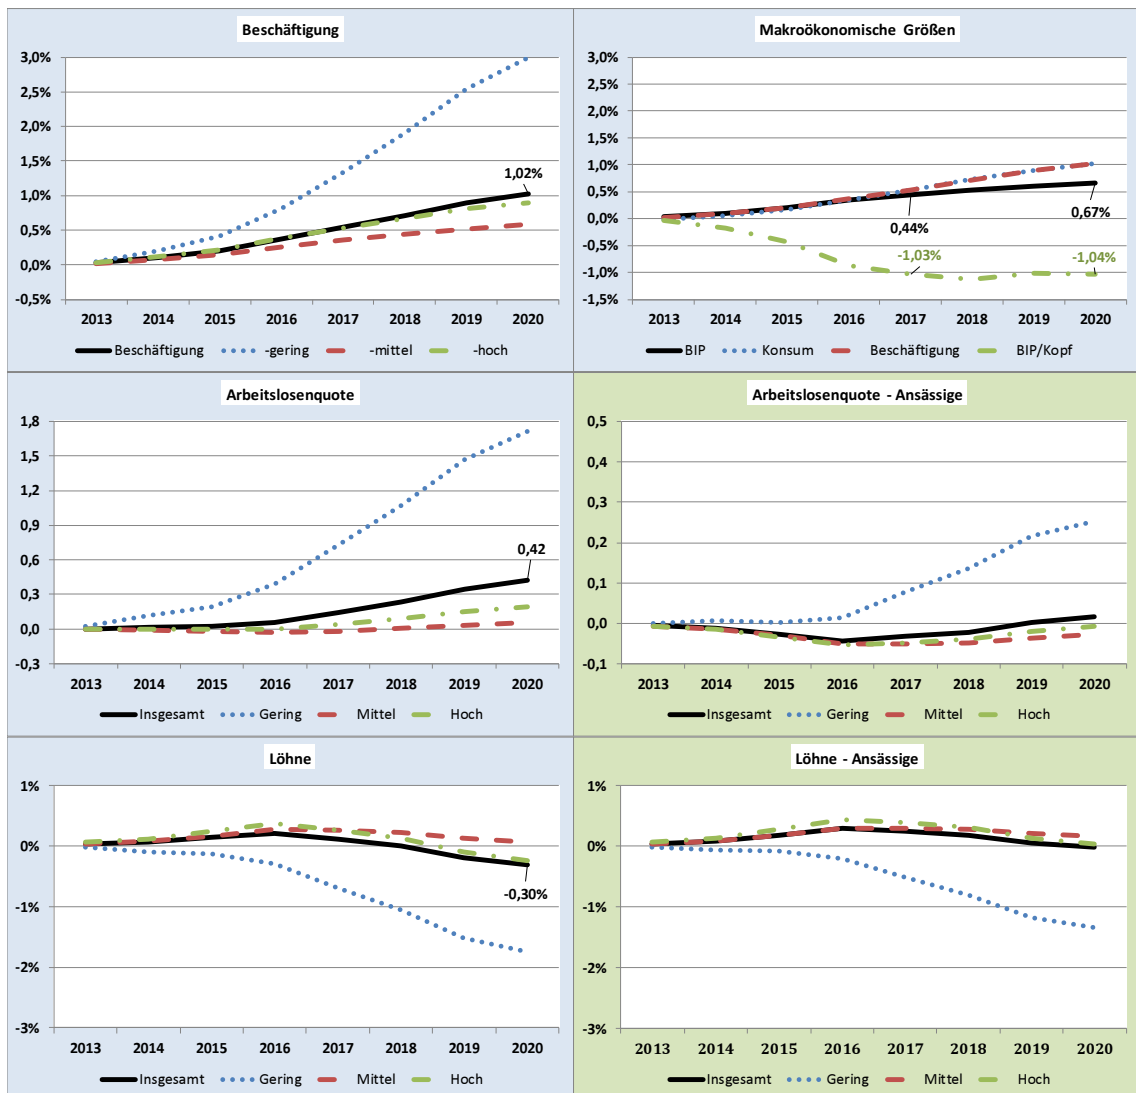 Beschäftigung
3,0%
2,5%
2,0%
1,5%
1,0%
0,5%
0,0%
-0,5%
1,02%
2013 2014 2015 2016 2017 2018 2019 2020
Beschäftigung -gering -mittel -hoch
Makroökonomische Größen
3,0%
2,5%
2,0%
1,5%
1,0%
0,5%
0,0%
-0,5%
-1,0%
-1,5%
0,44%
0,67%
-1,03%
-1,04%
2013 2014 2015 2016 2017 2018 2019 2020
BIP Konsum Beschäftigung BIP/Kopf
Arbeitslosenquote
1,8
1,5
1,2
0,9
0,6
0,3
0,0
-0,3
0,42
2013 2014 2015 2016 2017 2018 2019 2020
Insgesamt Gering Mittel Hoch
Arbeitslosenquote - Ansässige
0,5
0,4
0,3
0,2
0,1
0,0
-0,1
2013 2014 2015 2016 2017 2018 2019 2020
Insgesamt Gering Mittel Hoch
Löhne
1%
0%
-1%
-2%
-3%
-0,30%
2013 2014 2015 2016 2017 2018 2019 2020
Insgesamt Gering Mittel Hoch
Löhne - Ansässige
1%
0%
-1%
-2%
-3%
2013 2014 2015 2016 2017 2018 2019 2020
Insgesamt Gering Mittel Hoch